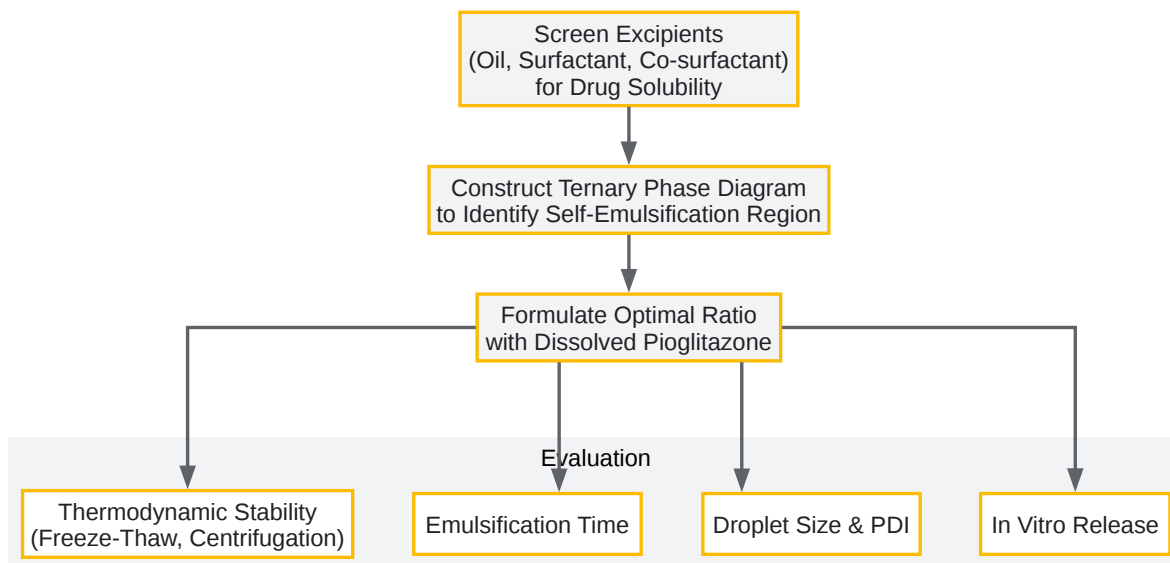 Screen Excipients
(Oil, Surfactant, Co-surfactant)
for Drug Solubility
Construct Ternary Phase Diagram
to Identify Self-Emulsification Region
Formulate Optimal Ratio
with Dissolved Pioglitazone
Evaluation
Thermodynamic Stability
(Freeze-Thaw, Centrifugation)
Emulsification Time
Droplet Size & PDI
In Vitro Release